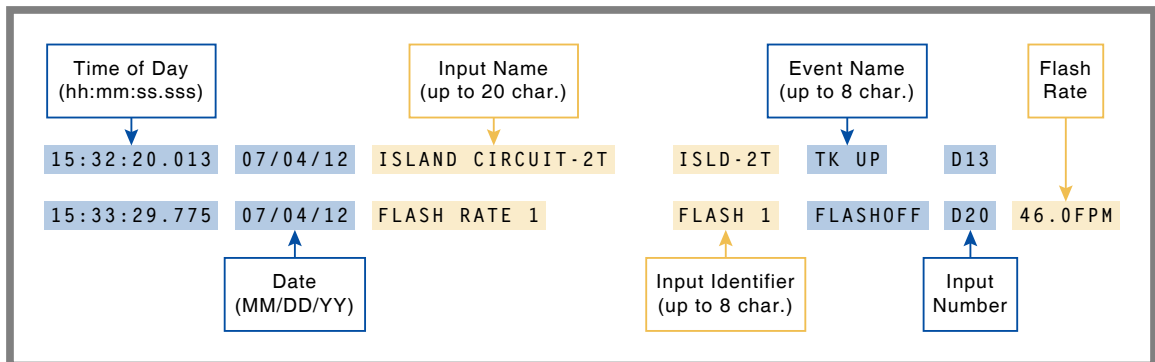 Time of Day
(hh:mm:ss.sss)
Input Name
(up to 20 char.)
Event Name
(up to 8 char.)
Flash
Rate
15:32:20.013 07/04/12 ISLAND CIRCUIT-2T ISLD-2T TK UP D13
15:33:29.775 07/04/12 FLASH RATE 1 FLASH 1 FLASHOFF D20 46.0FPM
Date
(MM/DD/YY)
Input Identifier
(up to 8 char.)
Input
Number